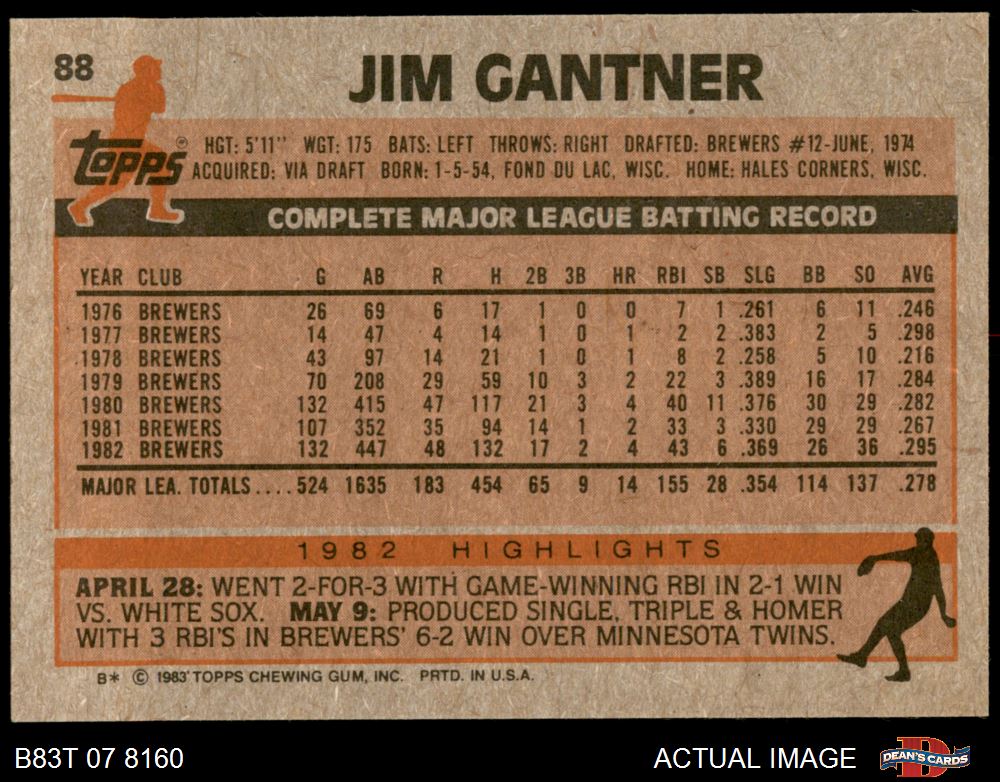 88
JIM GANTNER
topps®
HGT: 5'11" WGT: 175 BATS: LEFT THROWS: RIGHT DRAFTED: BREWERS #12-JUNE, 1974
ACQUIRED: VIA DRAFT BORN: 1-5-54, FOND DU LAC, WISC. HOME: HALES CORNERS, WISC.
COMPLETE MAJOR LEAGUE BATTING RECORD
YEAR CLUB G AB R H 2B 3B HR RBI SB SLG BB SO AVG
1976 BREWERS 26 69 6 17 1 0 0 7 1 .261 6 11 .246
1977 BREWERS 14 47 4 14 1 0 1 2 2 .383 2 5 .298
1978 BREWERS 43 97 14 21 1 0 1 8 2 .258 5 10 .216
1979 BREWERS 70 208 29 59 10 3 2 22 3 .389 16 17 .284
1980 BREWERS 132 415 47 117 21 3 4 40 11 .376 30 29 .282
1981 BREWERS 107 352 35 94 14 1 2 33 3 .330 29 29 .267
1982 BREWERS 132 447 48 132 17 2 4 43 6 .369 26 36 .295
MAJOR LEA. TOTALS....524 1635 183 454 65 9 14 155 28 .354 114 137 .278
1982 HIGHLIGHTS
APRIL 28: WENT 2-FOR-3 WITH GAME-WINNING RBI IN 2-1 WIN
VS. WHITE SOX. MAY 9: PRODUCED SINGLE, TRIPLE & HOMER
WITH 3 RBI'S IN BREWERS' 6-2 WIN OVER MINNESOTA TWINS.
B* © 1983 TOPPS CHEWING GUM, INC. PRTD. IN U.S.A.
B83T 07 8160
ACTUAL IMAGE
DEAN'S CARDS